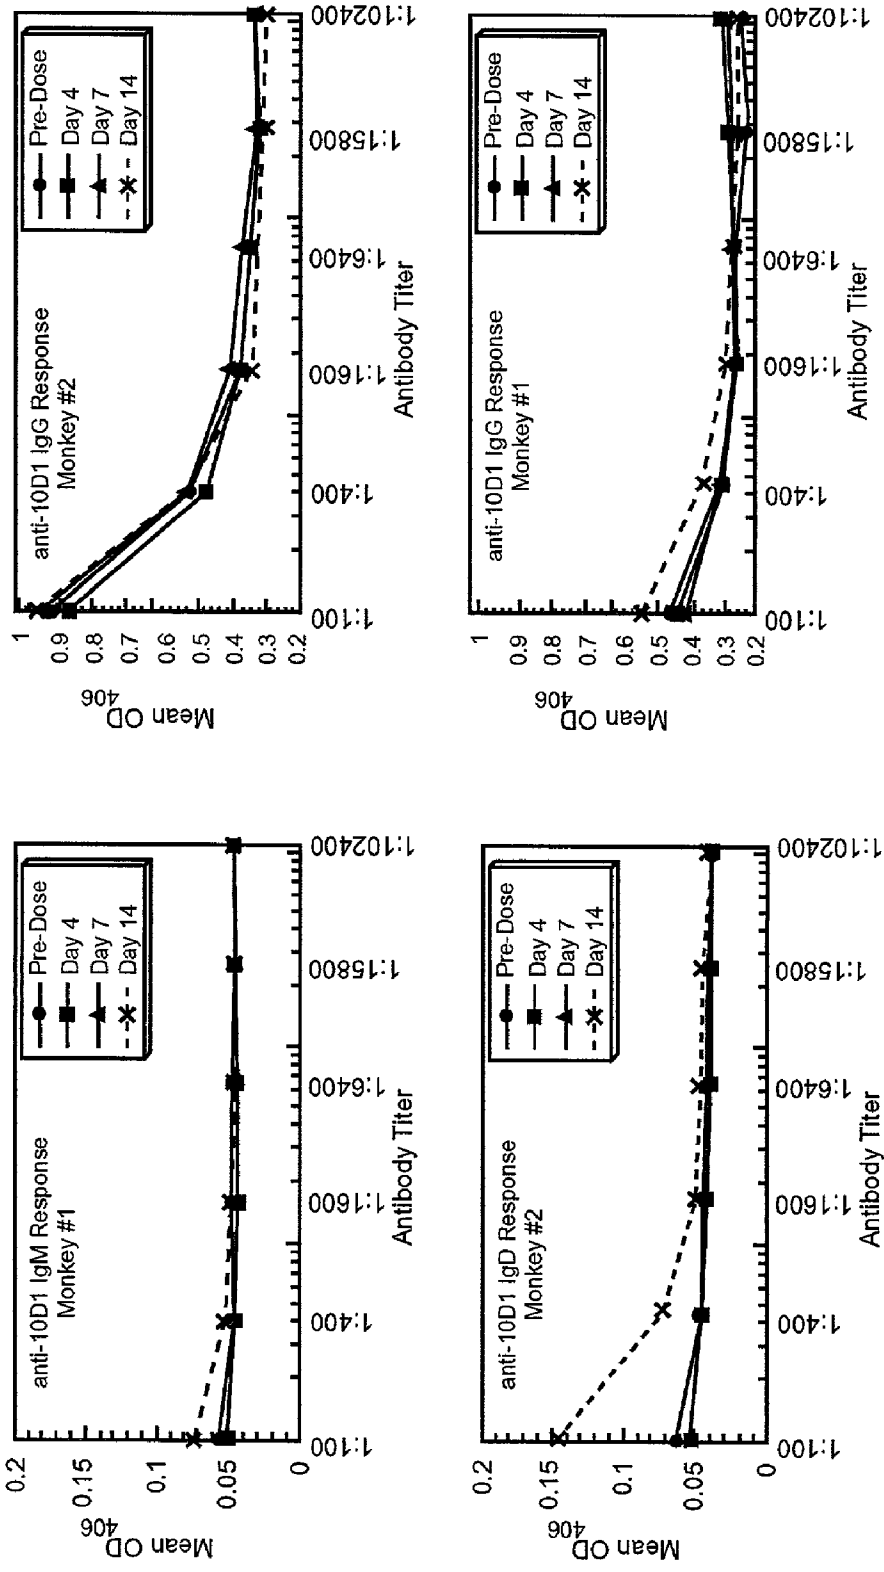 anti-10D1 IgM Response
Monkey #1
Pre-Dose
Day 4
Day 7
Day 14
0.2
0.15
0.1
0.05
0
Mean OD 406
1:100
1:400
1:1600
1:6400
1:15800
1:102400
Antibody Titer
anti-10D1 IgG Response
Monkey #2
Pre-Dose
Day 4
Day 7
Day 14
1
0.9
0.8
0.7
0.6
0.5
0.4
0.3
0.2
Mean OD 406
1:100
1:400
1:1600
1:6400
1:15800
1:102400
Antibody Titer
anti-10D1 IgD Response
Monkey #2
Pre-Dose
Day 4
Day 7
Day 14
0.2
0.15
0.1
0.05
0
Mean OD 406
1:100
1:400
1:1600
1:6400
1:15800
1:102400
Antibody Titer
anti-10D1 IgG Response
Monkey #1
Pre-Dose
Day 4
Day 7
Day 14
1
0.9
0.8
0.7
0.6
0.5
0.4
0.3
0.2
Mean OD 406
1:100
1:400
1:1600
1:6400
1:15800
1:102400
Antibody Titer